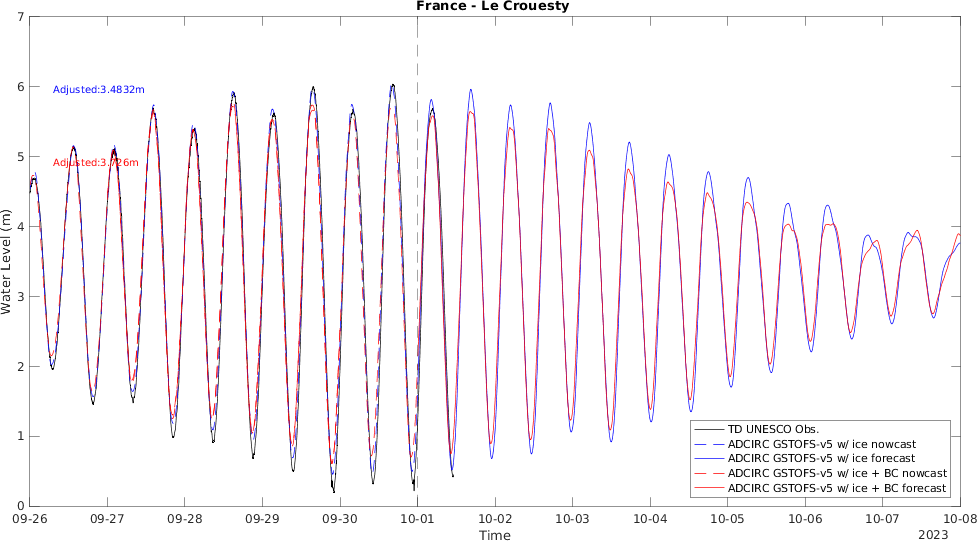 France - Le Crouesty
7
6
5
4
3
2
1
0
Water Level (m)
Adjusted:3.4832m
Adjusted:3.726m
TD UNESCO Obs.
ADCIRC GSTOFS-v5 w/ ice nowcast
ADCIRC GSTOFS-v5 w/ ice forecast
ADCIRC GSTOFS-v5 w/ ice + BC nowcast
ADCIRC GSTOFS-v5 w/ ice + BC forecast
09-26 09-27 09-28 09-29 09-30 10-01 10-02 10-03 10-04 10-05 10-06 10-07 10-08
Time
2023